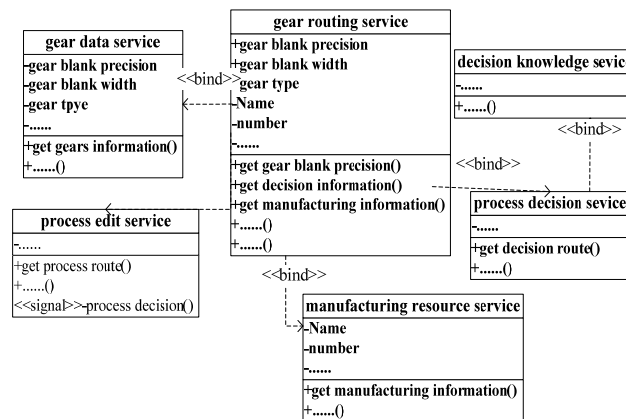 gear data service
-gear blank precision
-gear blank width
-gear tpye
-......
+get gears information()
+......()
<<bind>>
gear routing service
+gear blank precision
+gear blank width
gear type
-Name
-number
-......
+get gear blank precision()
+get decision information()
+get manufacturing information()
+......()
+......()
decision knowledge sevice
-......
+......()
<<bind>>
<<bind>>
process decision sevice
-......
+get decision route()
+......()
process edit service
-......
+get process route()
+......()
<<signal>>-process decision()
<<bind>>
manufacturing resource service
-Name
-number
-......
+get manufacturing information()
+......()